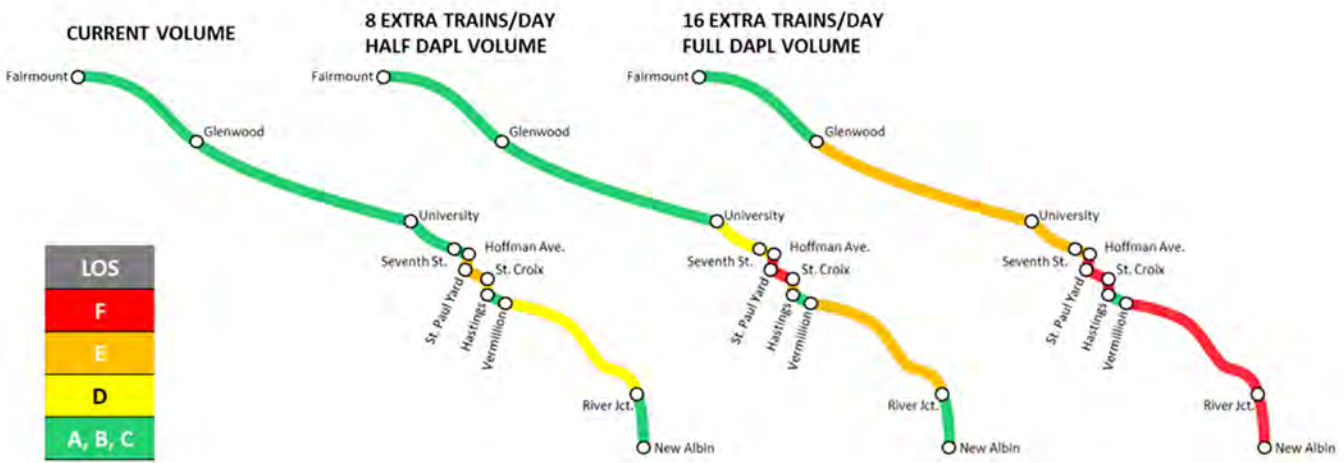 CURRENT VOLUME
8 EXTRA TRAINS/DAY
HALF DAPL VOLUME
16 EXTRA TRAINS/DAY
FULL DAPL VOLUME
Fairmount
Glenwood
University
Seventh St.
Hoffman Ave.
St. Paul Yard
St. Croix
Hastings
Vermillion
River Jct.
New Albin
Fairmount
Glenwood
University
Seventh St.
Hoffman Ave.
St. Paul Yard
St. Croix
Hastings
Vermillion
River Jct.
New Albin
Fairmount
Glenwood
University
Seventh St.
Hoffman Ave.
St. Paul Yard
St. Croix
Hastings
Vermillion
River Jct.
New Albin
LOS
F
E
D
A, B, C